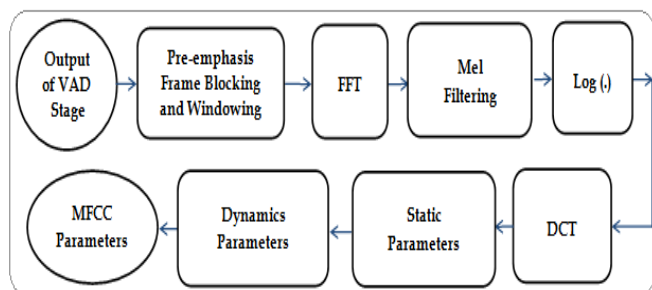 Output
of VAD
Stage
Pre-emphasis
Frame Blocking
and Windowing
FFT
Mel
Filtering
Log (.)
MFCC
Parameters
Dynamics
Parameters
Static
Parameters
DCT